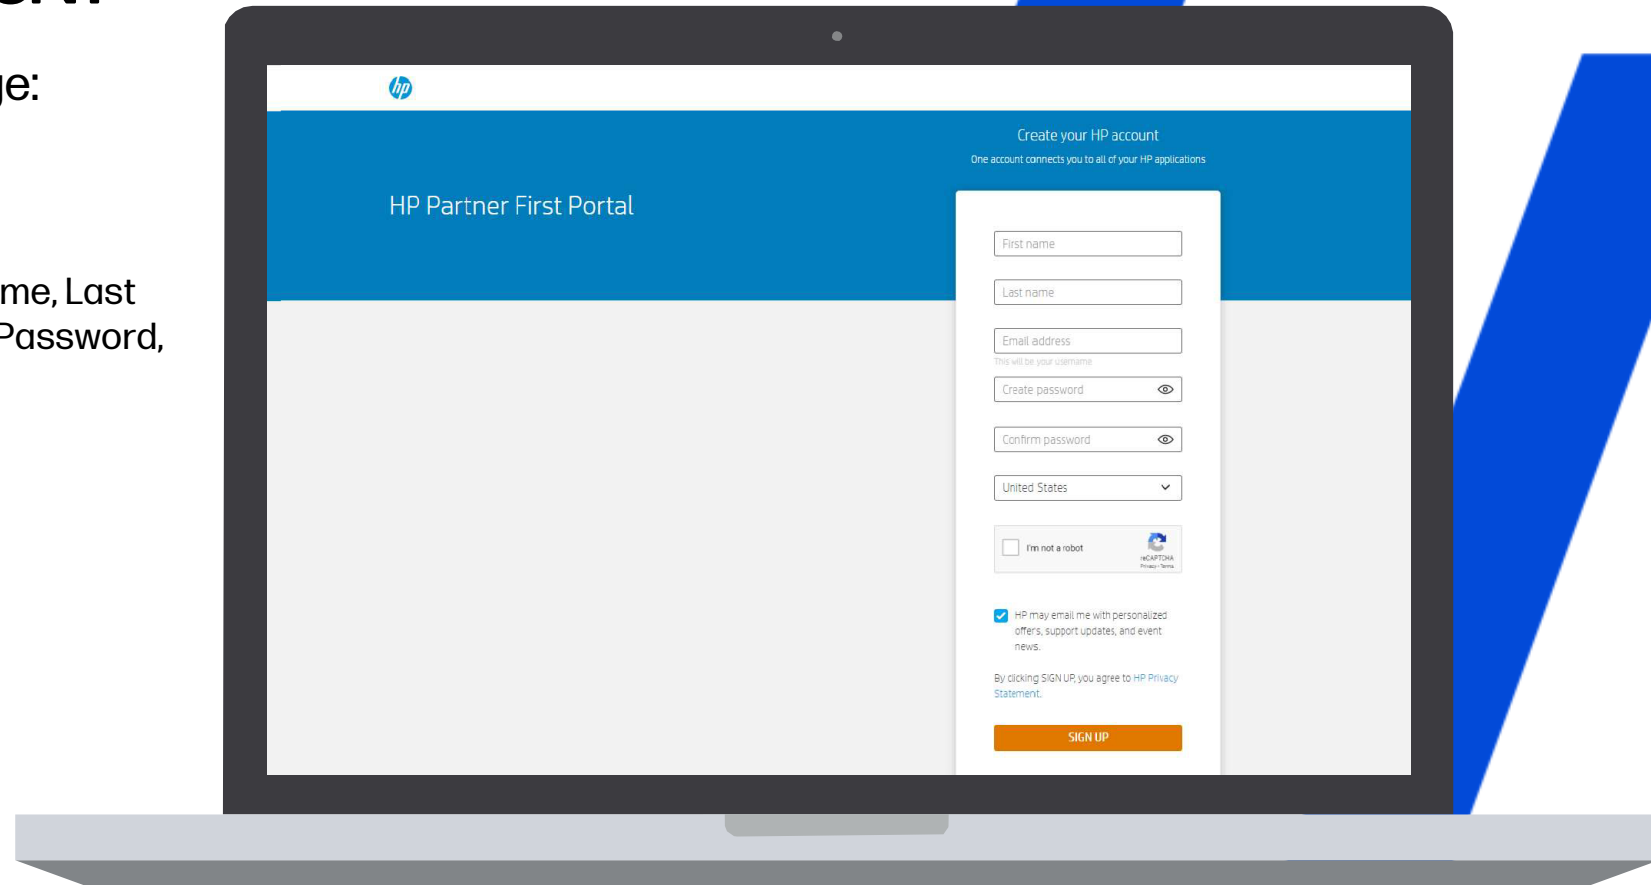 ge:
me, Last
Password,
hp
Create your HP account
One account connects you to all of your HP applications
HP Partner First Portal
First name
Last name
Email address
This will be your username
Create password
Confirm password
United States
I'm not a robot
reCAPTCHA
Privacy - Terms
HP may email me with personalized
offers, support updates, and event
news.
By clicking SIGN UP, you agree to HP Privacy
Statement.
SIGN UP